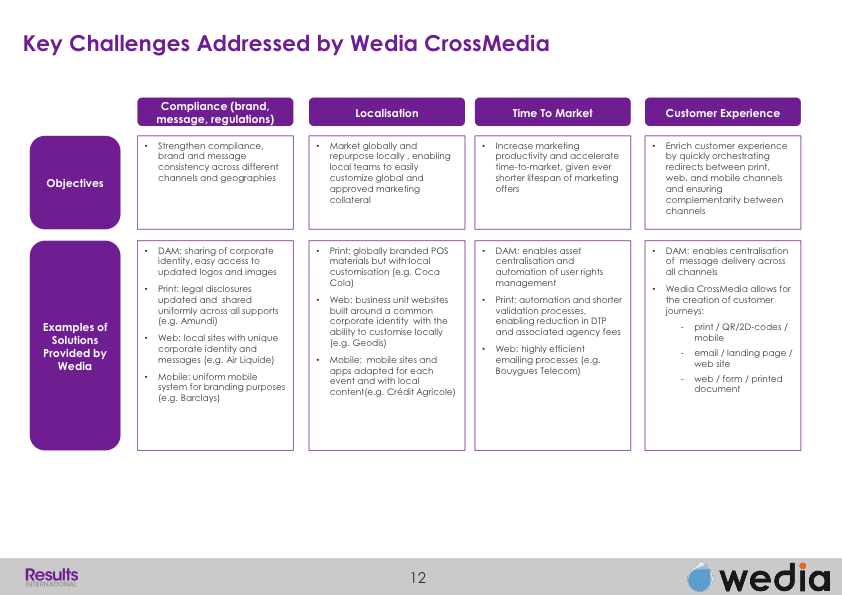 Key Challenges Addressed by Wedia CrossMedia
Compliance (brand,
message, regulations)
Localisation
Time To Market
Customer Experience
Objectives
• Strengthen compliance,
brand and message
consistency across different
channels and geographies
• Market globally and
repurpose locally , enabling
local teams to easily
customize global and
approved marketing
collateral
• Increase marketing
productivity and accelerate
time-to-market, given ever
shorter lifespan of marketing
offers
• Enrich customer experience
by quickly orchestrating
redirects between print,
web, and mobile channels
and ensuring
complementarity between
channels
Examples of
Solutions
Provided by
Wedia
• DAM: sharing of corporate
identity, easy access to
updated logos and images
• Print: legal disclosures
updated and  shared
uniformly across all supports
(e.g. Amundi)
• Web: local sites with unique
corporate identity and
messages (e.g. Air Liquide)
• Mobile: uniform mobile
system for branding purposes
(e.g. Barclays)
• Print: globally branded POS
materials but with local
customisation (e.g. Coca
Cola)
• Web: business unit websites
built around a common
corporate identity  with the
ability to customise locally
(e.g. Geodis)
• Mobile:  mobile sites and
apps adapted for each
event and with local
content(e.g. Crédit Agricole)
• DAM: enables asset
centralisation and
automation of user rights
management
• Print: automation and shorter
validation processes,
enabling reduction in DTP
and associated agency fees
• Web: highly efficient
emailing processes (e.g.
Bouygues Telecom)
• DAM: enables centralisation
of  message delivery across
all channels
• Wedia CrossMedia allows for
the creation of customer
journeys:
- print / QR/2D-codes /
mobile
- email / landing page /
web site
- web / form / printed
document
Results
INTERNATIONAL
12
wedia